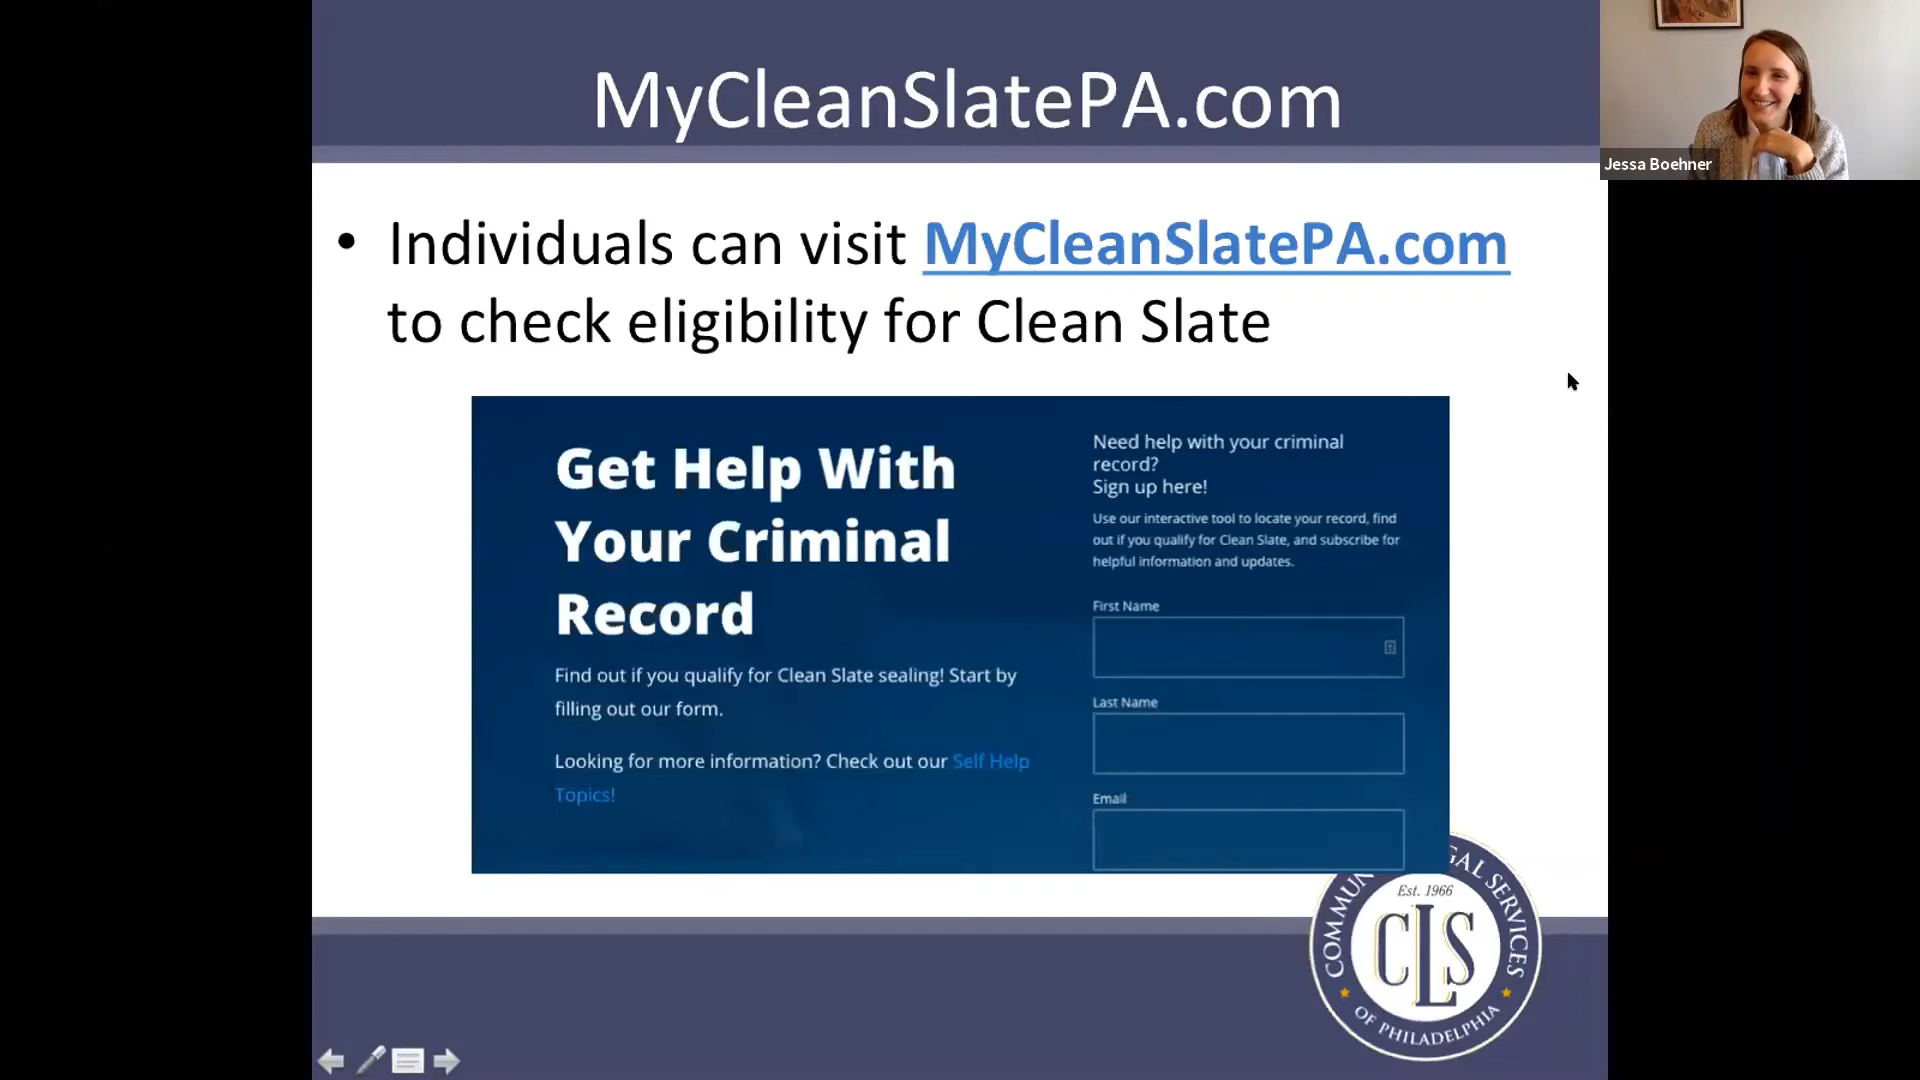 MyCleanSlatePA.com
Jessa Boehner
• Individuals can visit MyCleanSlatePA.com
to check eligibility for Clean Slate
Get Help With
Your Criminal
Record
Find out if you qualify for Clean Slate sealing! Start by
filling out our form.
Looking for more information? Check out our Self Help
Topics!
Need help with your criminal
record?
Sign up here!
Use our interactive tool to locate your record, find
out if you qualify for Clean Slate, and subscribe for
helpful information and updates.
First Name
Last Name
Email
Est. 1966
CLS
SERVICES
OF PHILADELPHIA